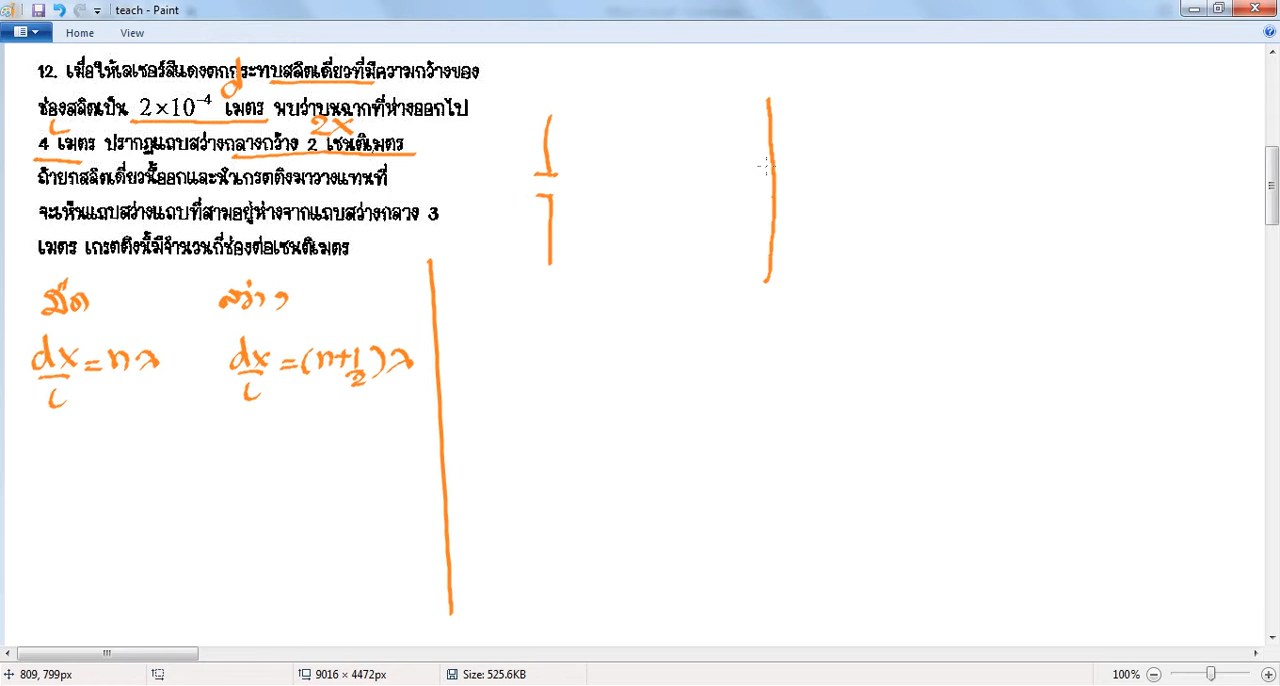 teach - Paint
Home View
12. เมื่อให้เลเซอร์สีแดงตกกระทบสลิตเดี่ยวที่มีความกว้างของ
d
ช่องสลิตเป็น 2×10⁻⁴ เมตร พบว่าบนฉากที่ห่างออกไป
L 2x
4 เมตร ปรากฏแถบสว่างกลางกว้าง 2 เซนติเมตร
ถ้ายกสลิตเดี่ยวนี้ออกและนำเกรตติงมาวางแทนที่
จะเห็นแถบสว่างแถบที่สามอยู่ห่างจากแถบสว่างกลาง 3
เมตร เกรตติงนี้มีจำนวนกี่ช่องต่อเซนติเมตร
มืด สว่าง
dx/L = nλ dx/L = (n+1/2)λ
809, 799px 9016 × 4472px Size: 525.6KB 100%